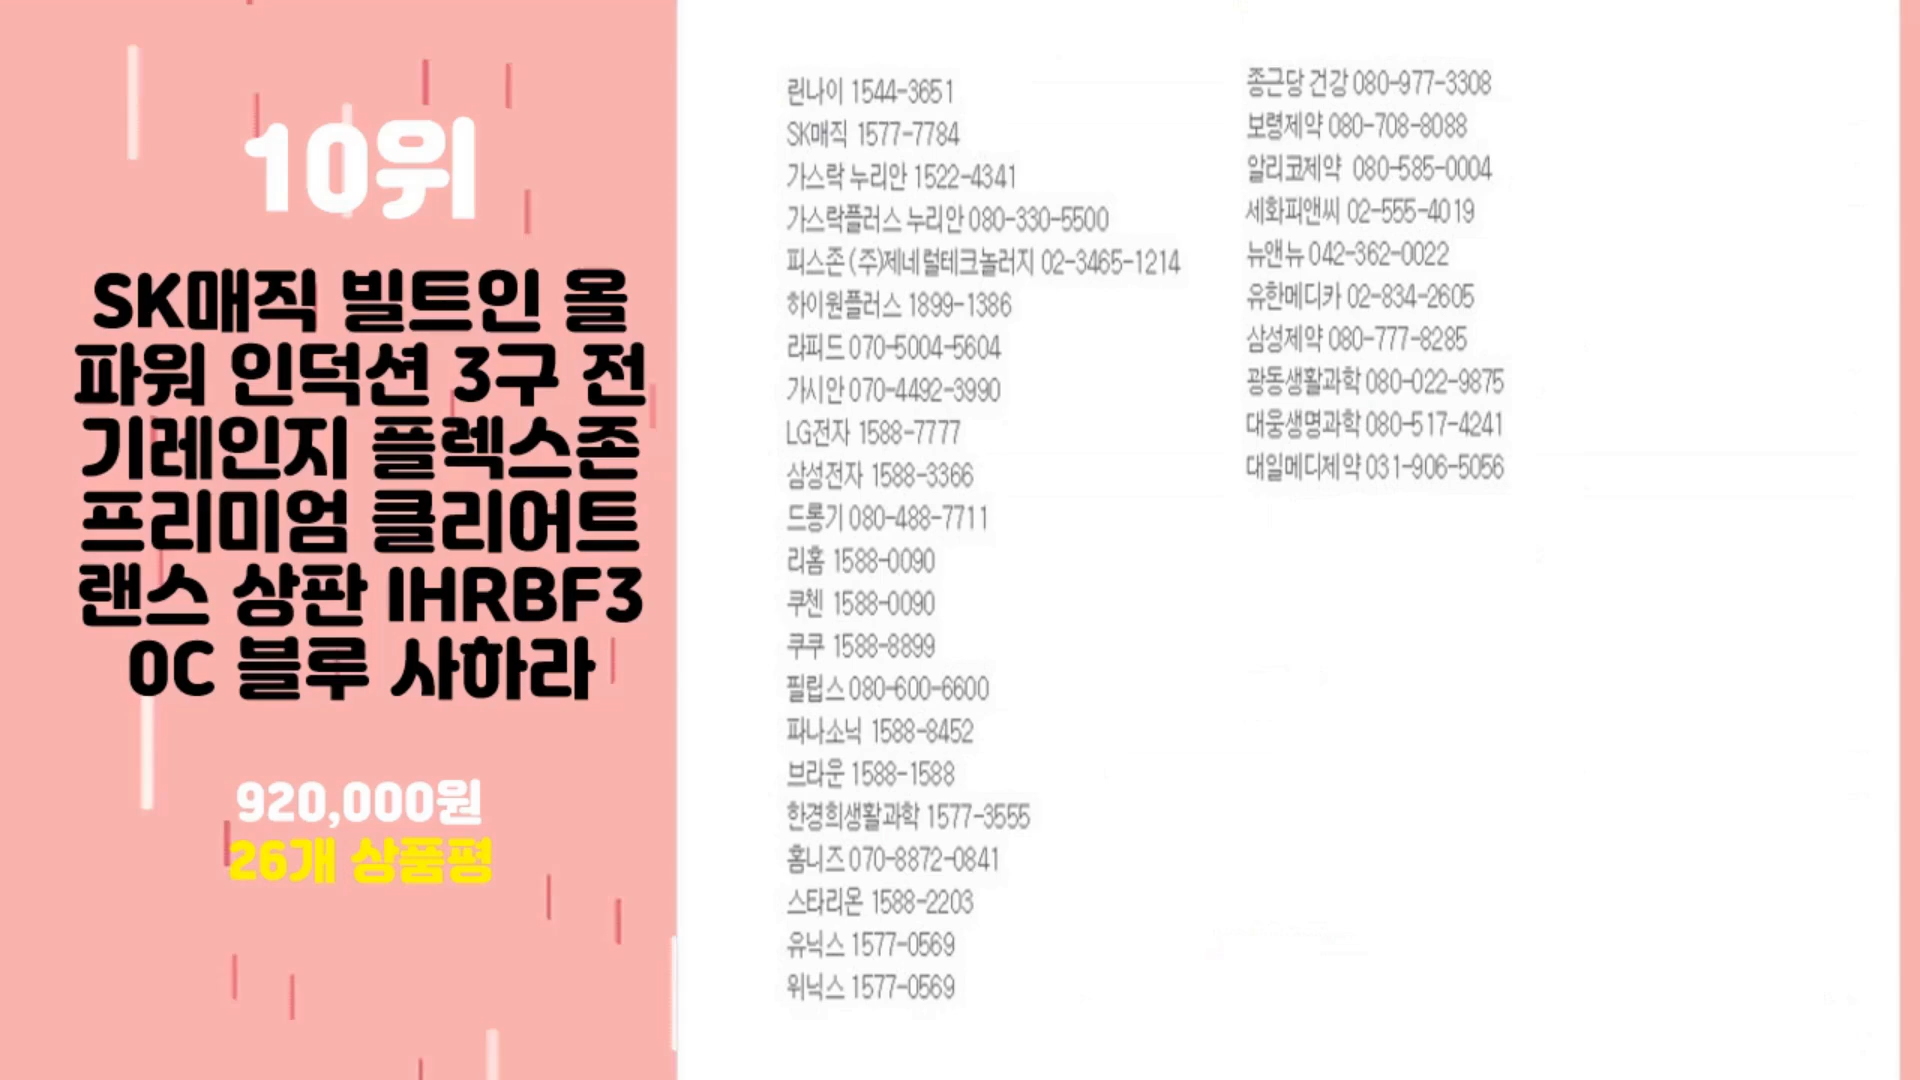 10위
SK매직 빌트인 올
파워 인덕션 3구 전
기레인지 플렉스존
프리미엄 클리어트
랜스 상판 IHRBF3
0C 블루 사하라
920,000원
26개 상품평
린나이 1544-3651
SK매직 1577-7784
가스락 누리안 1522-4341
가스락플러스 누리안 080-330-5500
피스존 (주)제네럴테크놀러지 02-3465-1214
하이원플러스 1899-1386
라피드 070-5004-5604
가시안 070-4492-3990
LG전자 1588-7777
삼성전자 1588-3366
드롱기 080-488-7711
리홈 1588-0090
쿠첸 1588-0090
쿠쿠 1588-8899
필립스 080-600-6600
파나소닉 1588-8452
브라운 1588-1588
한경희생활과학 1577-3555
홈니즈 070-8872-0841
스타리온 1588-2203
유닉스 1577-0569
위닉스 1577-0569
종근당 건강 080-977-3308
보령제약 080-708-8088
알리코제약 080-585-0004
세화피앤씨 02-555-4019
뉴앤뉴 042-362-0022
유한메디카 02-834-2605
삼성제약 080-777-8285
광동생활과학 080-022-9875
대웅생명과학 080-517-4241
대일메디제약 031-906-5056